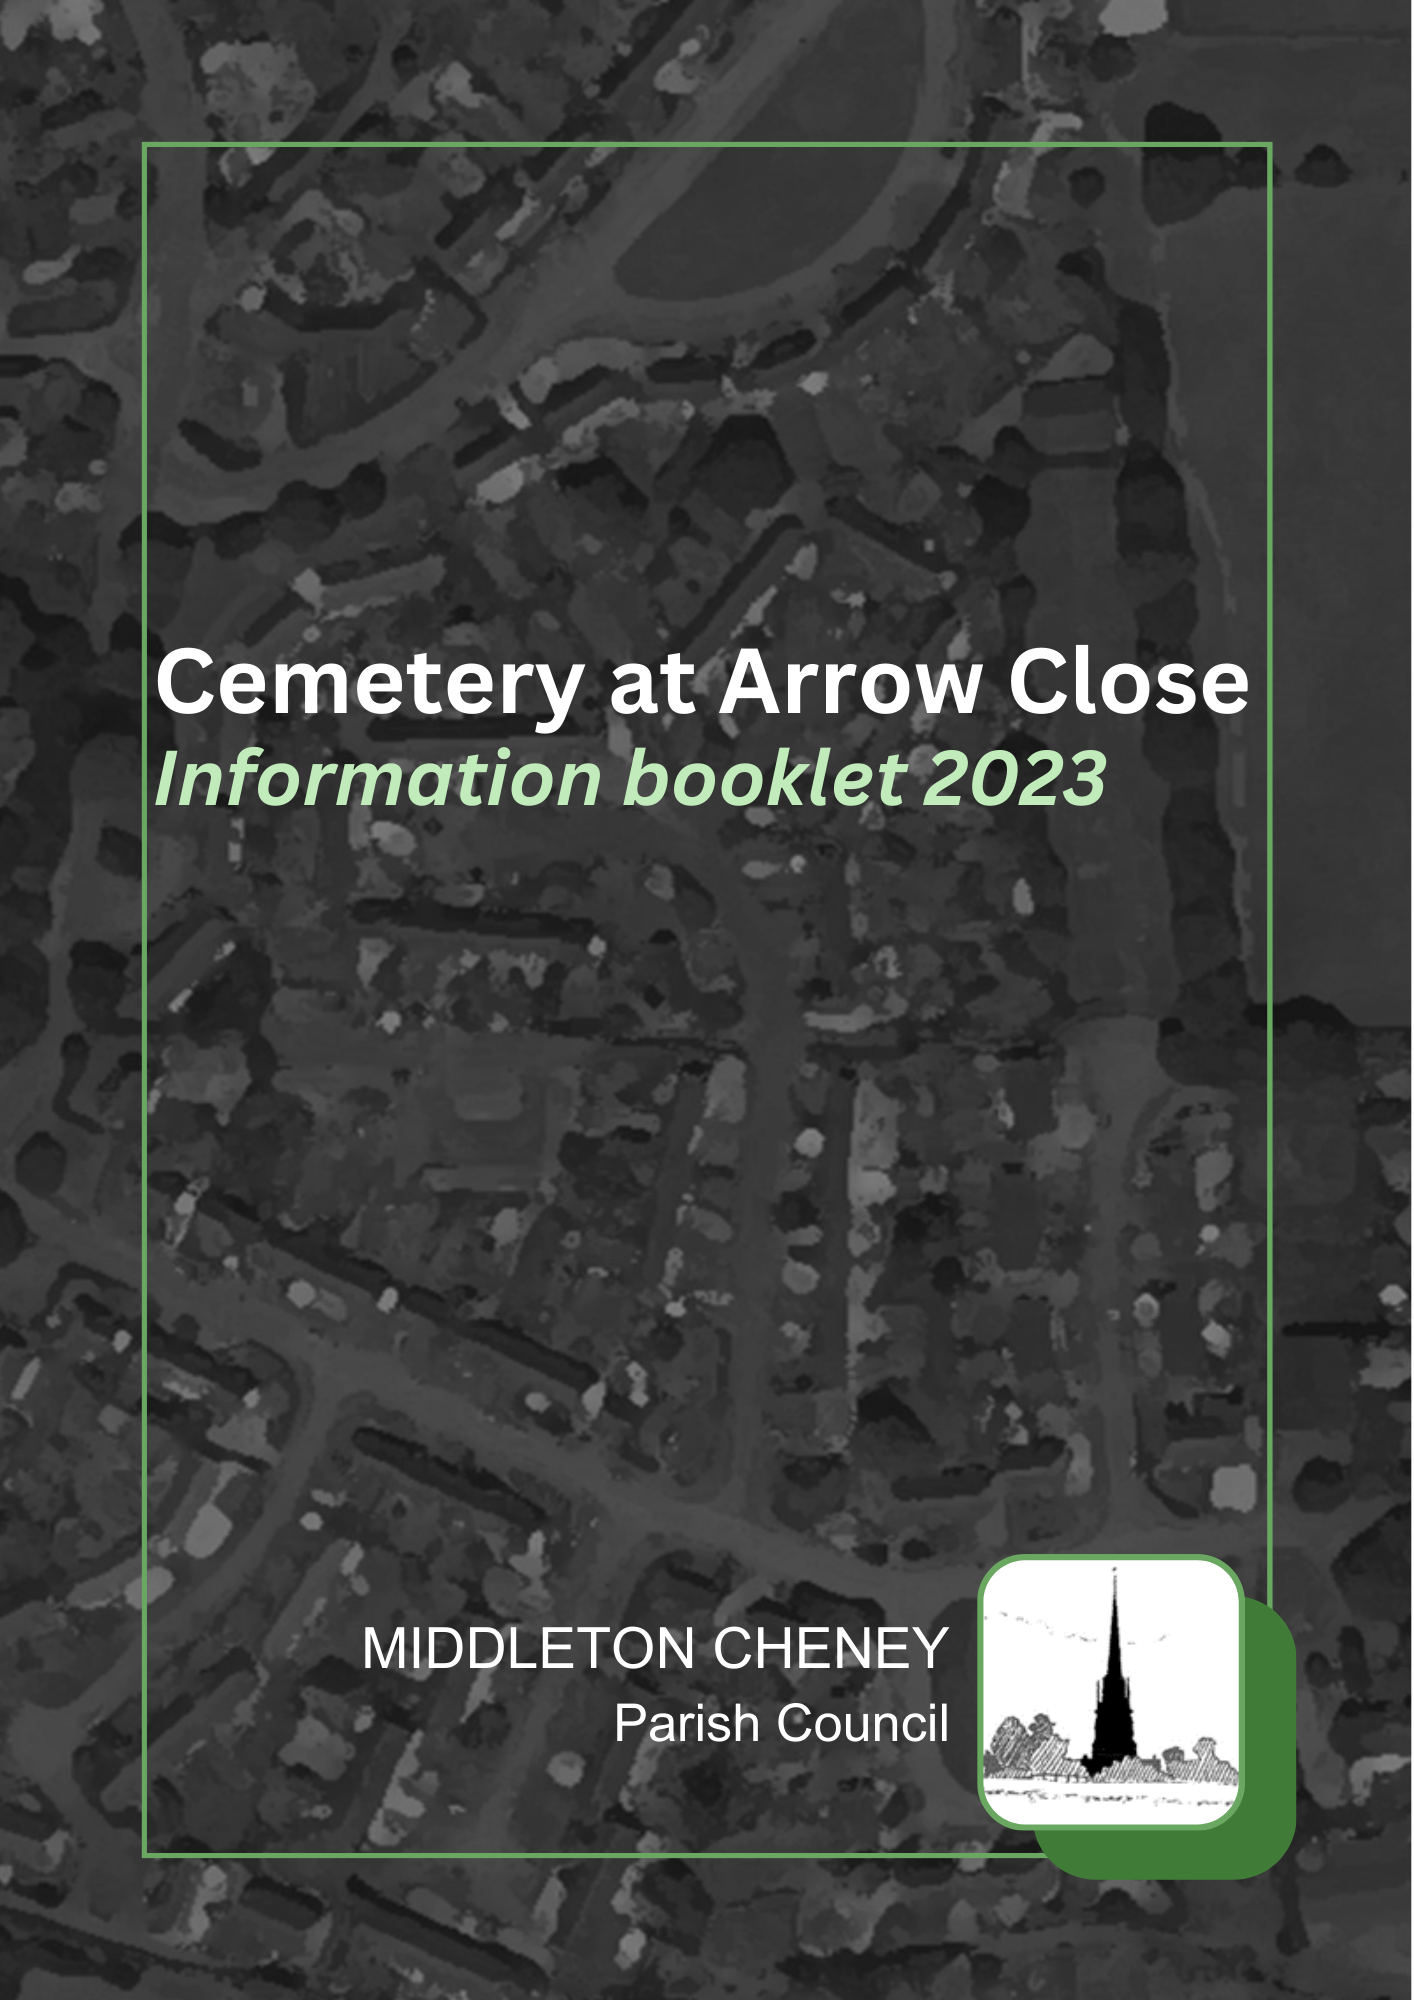 Cemetery at Arrow Close
Information booklet 2023
MIDDLETON CHENEY
Parish Council